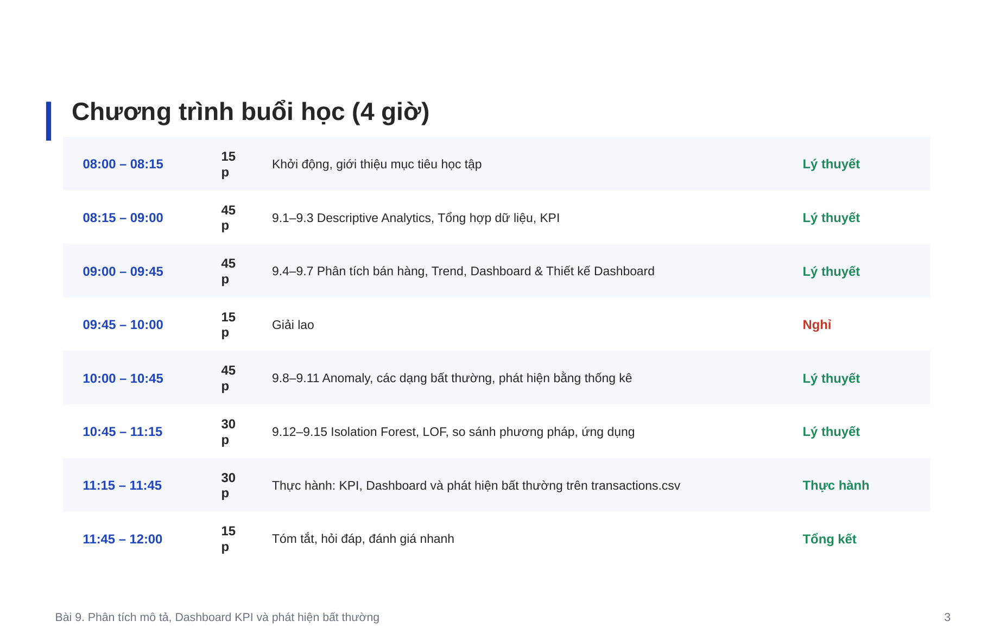 Chương trình buổi học (4 giờ)
08:00 – 08:15 15 p Khởi động, giới thiệu mục tiêu học tập Lý thuyết
08:15 – 09:00 45 p 9.1–9.3 Descriptive Analytics, Tổng hợp dữ liệu, KPI Lý thuyết
09:00 – 09:45 45 p 9.4–9.7 Phân tích bán hàng, Trend, Dashboard & Thiết kế Dashboard Lý thuyết
09:45 – 10:00 15 p Giải lao Nghỉ
10:00 – 10:45 45 p 9.8–9.11 Anomaly, các dạng bất thường, phát hiện bằng thống kê Lý thuyết
10:45 – 11:15 30 p 9.12–9.15 Isolation Forest, LOF, so sánh phương pháp, ứng dụng Lý thuyết
11:15 – 11:45 30 p Thực hành: KPI, Dashboard và phát hiện bất thường trên transactions.csv Thực hành
11:45 – 12:00 15 p Tóm tắt, hỏi đáp, đánh giá nhanh Tổng kết
Bài 9. Phân tích mô tả, Dashboard KPI và phát hiện bất thường 3